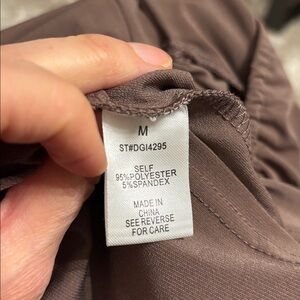 M
ST#DGI4295
SELF
95%POLYESTER
5%SPANDEX
MADE IN
CHINA
SEE REVERSE
FOR CARE